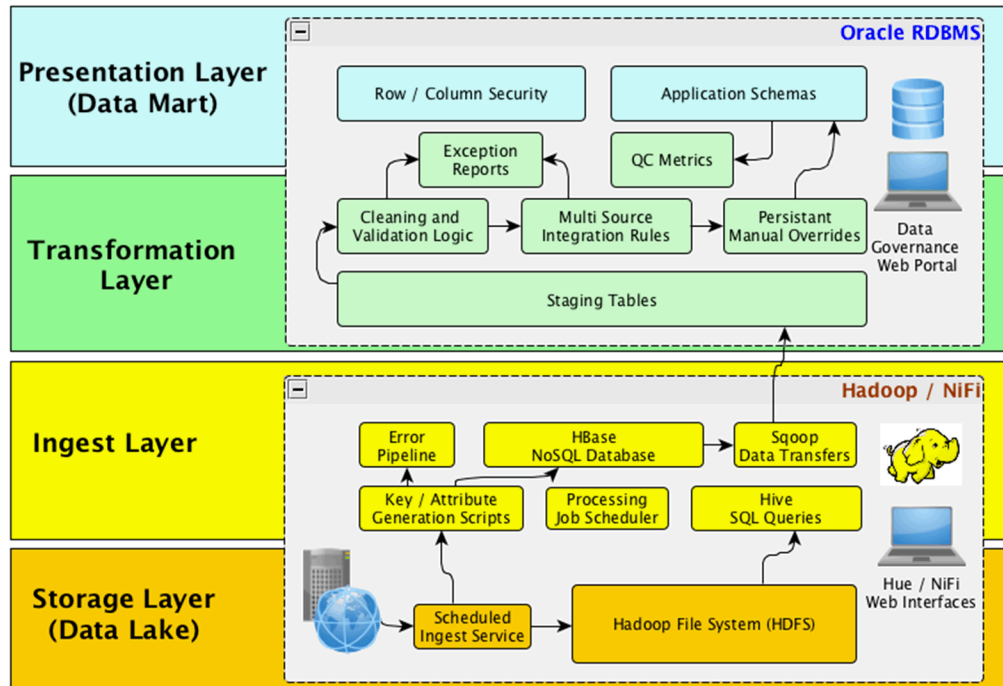 Presentation Layer
(Data Mart)
Oracle RDBMS
Row / Column Security
Application Schemas
Exception
Reports
QC Metrics
Transformation
Layer
Cleaning and
Validation Logic
Multi Source
Integration Rules
Persistant
Manual Overrides
Data
Governance
Web Portal
Staging Tables
Ingest Layer
Hadoop / NiFi
Error
Pipeline
HBase
NoSQL Database
Sqoop
Data Transfers
Key / Attribute
Generation Scripts
Processing
Job Scheduler
Hive
SQL Queries
Hue / NiFi
Web Interfaces
Storage Layer
(Data Lake)
Scheduled
Ingest Service
Hadoop File System (HDFS)